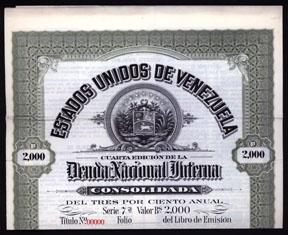 ESTADOS UNIDOS DE VENEZUELA
2,000
2,000
CUARTA EDICIÓN DE LA
Deuda Nacional Interna
CONSOLIDADA
DEL TRES POR CIENTO ANUAL
Serie 7ª Valor Bs 2,000
Título No. 00000 Folio del Libro de Emisión